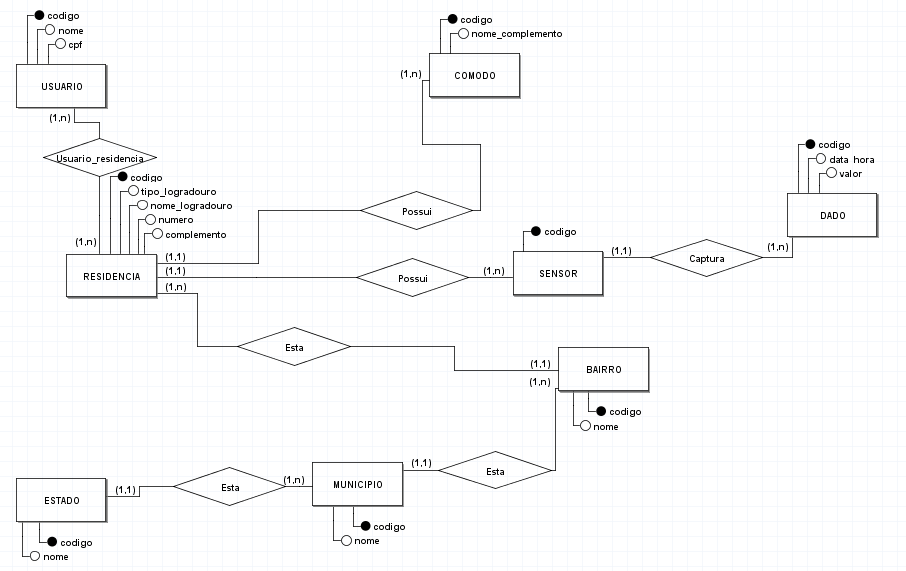 codigo
nome
cpf
USUARIO
(1,n)
Usuario_residencia
codigo
tipo_logradouro
nome_logradouro
numero
complemento
(1,n)
RESIDENCIA
(1,1)
(1,1)
(1,n)
codigo
nome_complemento
(1,n)
COMODO
Possui
Possui
(1,n)
codigo
SENSOR
(1,1)
Captura
(1,n)
codigo
data_hora
valor
DADO
Esta
(1,1)
(1,n)
BAIRRO
codigo
nome
Esta
(1,1)
MUNICIPIO
codigo
nome
(1,n)
Esta
(1,1)
ESTADO
codigo
nome